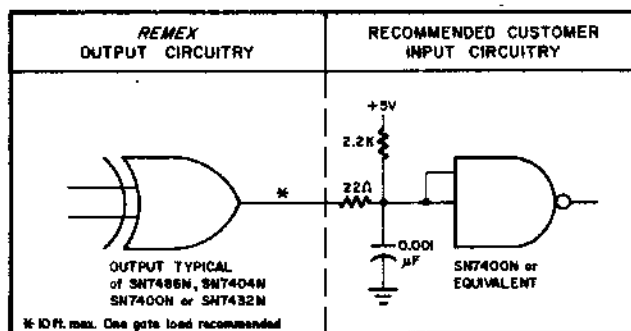 REMEX
OUTPUT CIRCUITRY
RECOMMENDED CUSTOMER
INPUT CIRCUITRY
+5V
2.2K
*
22Ω
0.001
μF
OUTPUT TYPICAL
of SN7486N, SN7404N
SN7400N or SN7432N
SN7400N or
EQUIVALENT
* 10 ft. max. One gate load recommended